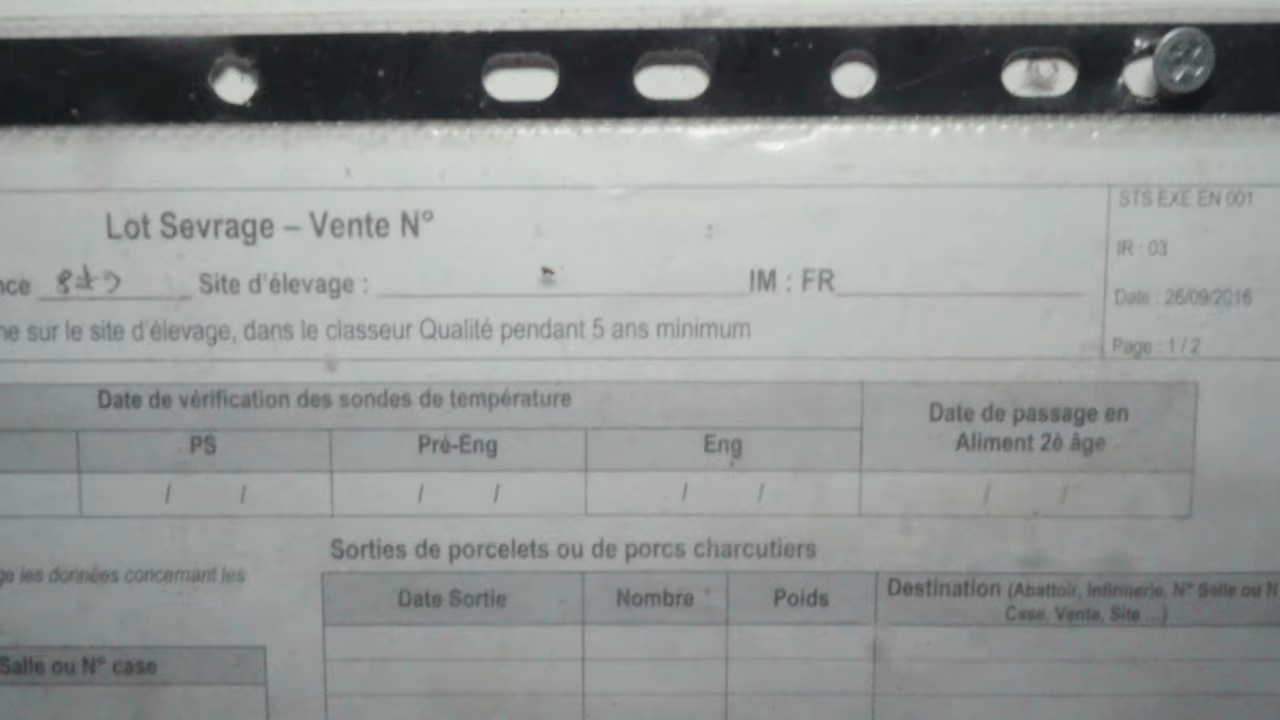 Lot Sevrage – Vente N°
STS EXE EN 001
IR : 03
Date : 26/09/2016
Page : 1 / 2
Site d'élevage : IM : FR
sur le site d'élevage, dans le classeur Qualité pendant 5 ans minimum
Date de vérification des sondes de température
Date de passage en
Aliment 2è âge
PS Pré-Eng Eng
/ / / / / / / /
Sorties de porcelets ou de porcs charcutiers
les données concernant les
Date Sortie Nombre Poids Destination (Abattoir, Infirmerie, N° Salle ou N
Case, Vente, Site ...)
Salle ou N° case